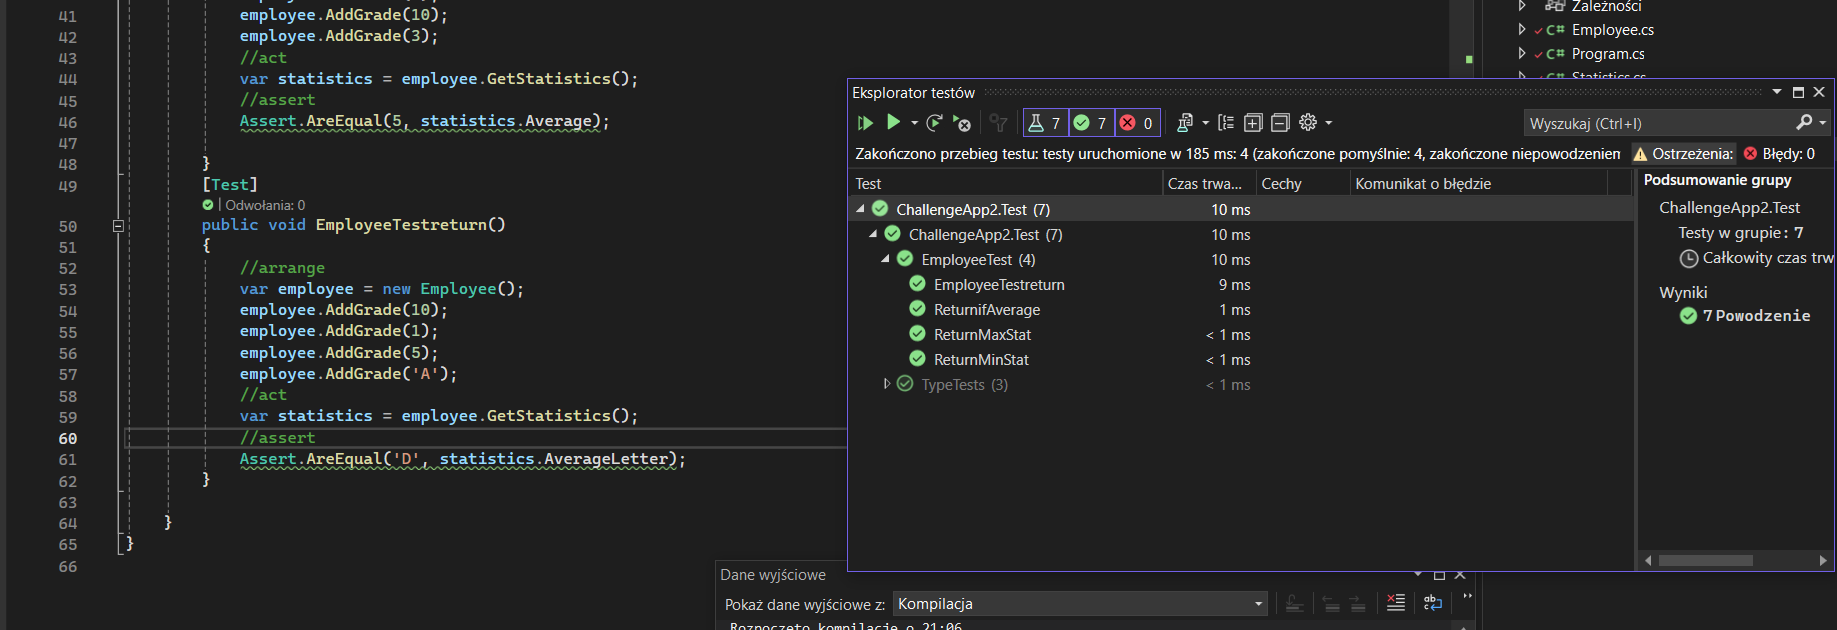 41 employee.AddGrade(10);
42 employee.AddGrade(3);
43 //act
44 var statistics = employee.GetStatistics();
45 //assert
46 Assert.AreEqual(5, statistics.Average);
47
48 }
49 [Test]
| Odwołania: 0
50 public void EmployeeTestreturn()
51 {
52 //arrange
53 var employee = new Employee();
54 employee.AddGrade(10);
55 employee.AddGrade(1);
56 employee.AddGrade(5);
57 employee.AddGrade('A');
58 //act
59 var statistics = employee.GetStatistics();
60 //assert
61 Assert.AreEqual('D', statistics.AverageLetter);
62 }
63
64 }
65 }
66
Zależności
C# Employee.cs
C# Program.cs
C# Statistics.cs
Eksplorator testów
7 7 0
Wyszukaj (Ctrl+I)
Zakończono przebieg testu: testy uruchomione w 185 ms: 4 (zakończone pomyślnie: 4, zakończone niepowodzeniem
Ostrzeżenia: Błędy: 0
Test Czas trwa... Cechy Komunikat o błędzie
ChallengeApp2.Test (7) 10 ms
ChallengeApp2.Test (7) 10 ms
EmployeeTest (4) 10 ms
EmployeeTestreturn 9 ms
ReturnifAverage 1 ms
ReturnMaxStat < 1 ms
ReturnMinStat < 1 ms
TypeTests (3) < 1 ms
Podsumowanie grupy
ChallengeApp2.Test
Testy w grupie: 7
Całkowity czas trw
Wyniki
7 Powodzenie
Dane wyjściowe
Pokaż dane wyjściowe z: Kompilacja
Rozpoczęto kompilację o 21:06